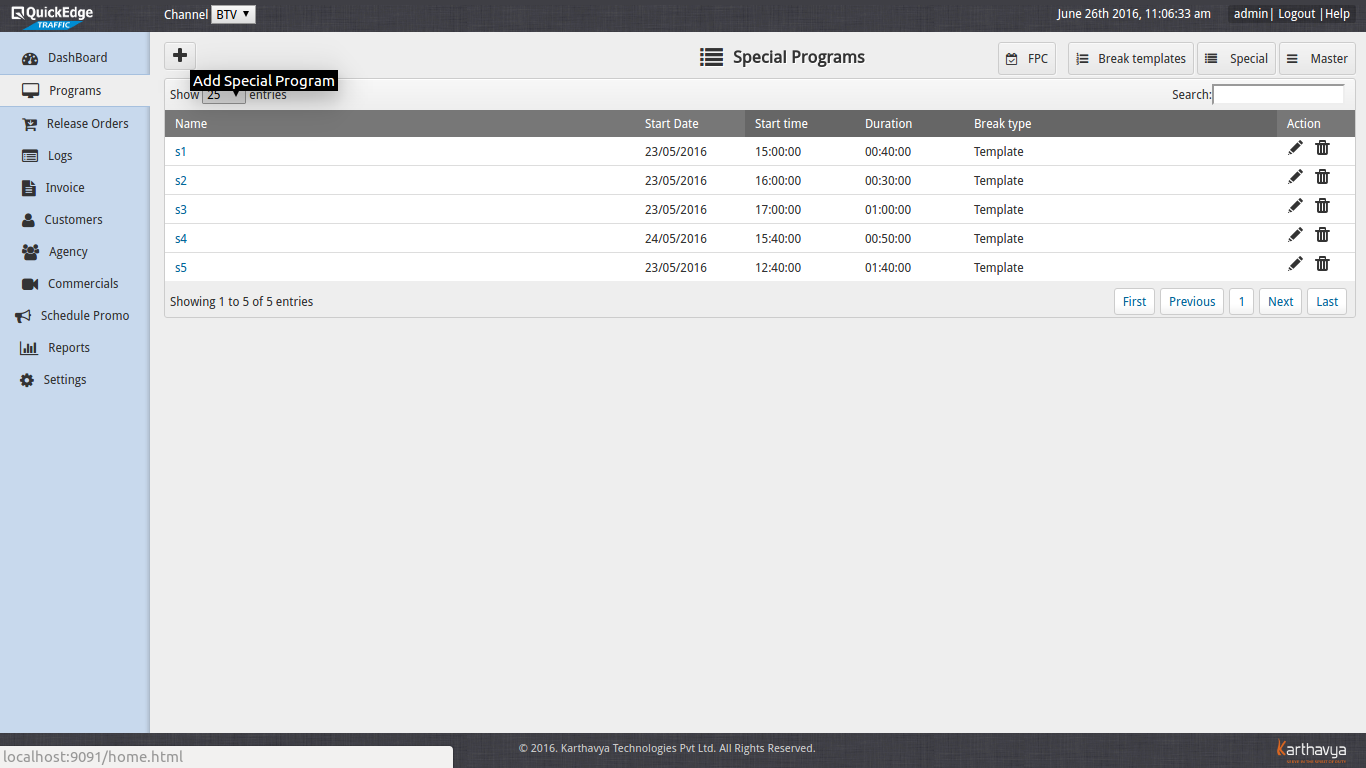 QuickEdge Channel BTV June 26th 2016, 11:06:33 am admin| Logout |Help
TRAFFIC
DashBoard
Programs
Release Orders
Logs
Invoice
Customers
Agency
Commercials
Schedule Promo
Reports
Settings
Special Programs FPC Break templates Special Master
Add Special Program
Show 25 entries Search:
Name Start Date Start time Duration Break type Action
s1 23/05/2016 15:00:00 00:40:00 Template
s2 23/05/2016 16:00:00 00:30:00 Template
s3 23/05/2016 17:00:00 01:00:00 Template
s4 24/05/2016 15:40:00 00:50:00 Template
s5 23/05/2016 12:40:00 01:40:00 Template
Showing 1 to 5 of 5 entries First Previous 1 Next Last
© 2016. Karthavya Technologies Pvt Ltd. All Rights Reserved.
Karthavya
localhost:9091/home.html